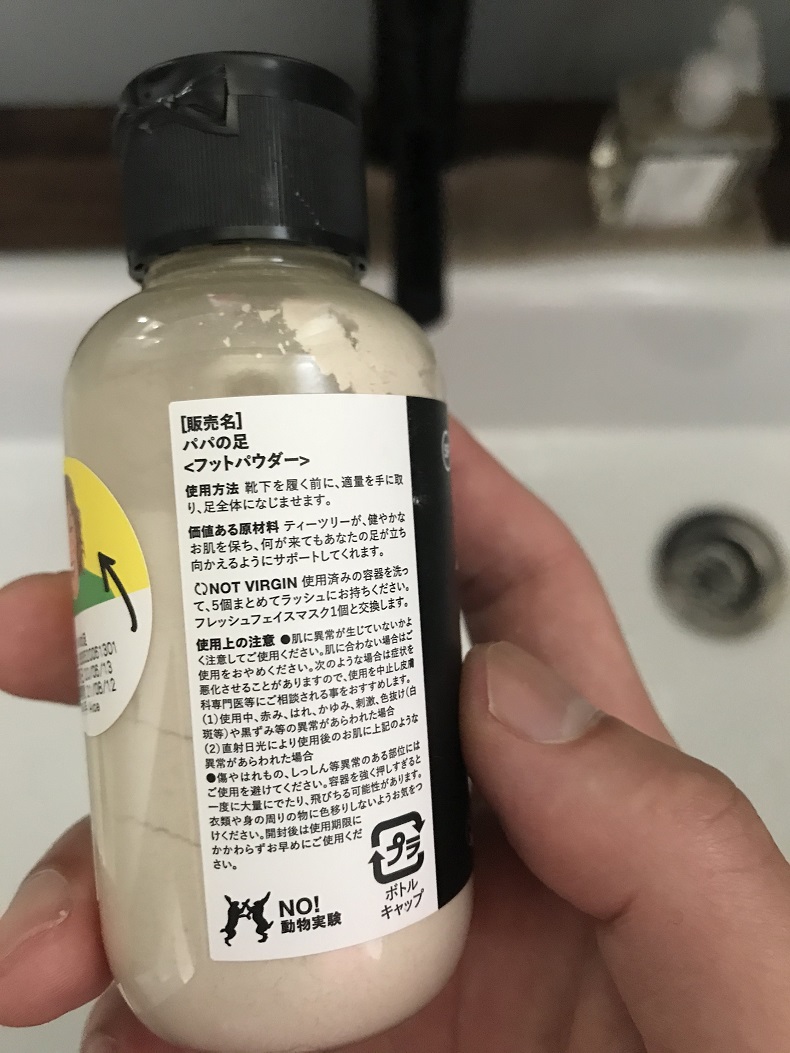 [販売名]
パパの足
<フットパウダー>
使用方法 靴下を履く前に、適量を手に取
り、足全体になじませます。
価値ある原材料 ティーツリーが、健やかな
お肌を保ち、何が来てもあなたの足が立ち
向かえるようにサポートしてくれます。
NOT VIRGIN 使用済みの容器を洗っ
て、5個まとめてラッシュにお持ちください。
フレッシュフェイスマスク1個と交換します。
使用上の注意 ●肌に異常が生じていないかよ
く注意してご使用ください。肌に合わない場合はご
使用をおやめください。次のような場合は症状を
悪化させることがありますので、使用を中止し皮膚
科専門医等にご相談される事をおすすめします。
(1)使用中、赤み、はれ、かゆみ、刺激、色抜け(白
斑等)や黒ずみ等の異常があらわれた場合
(2)直射日光により使用後のお肌に上記のような
異常があらわれた場合
●傷やはれもの、しっしん等異常のある部位には
ご使用を避けてください。容器を強く押しすぎると
一度に大量にでたり、飛びちる可能性があります。
衣類や身の周りの物に色移りしないようお気をつ
けください。開封後は使用期限に
かかわらずお早めにご使用くだ
さい。
プラ
ボトル
キャップ
NO!
動物実験